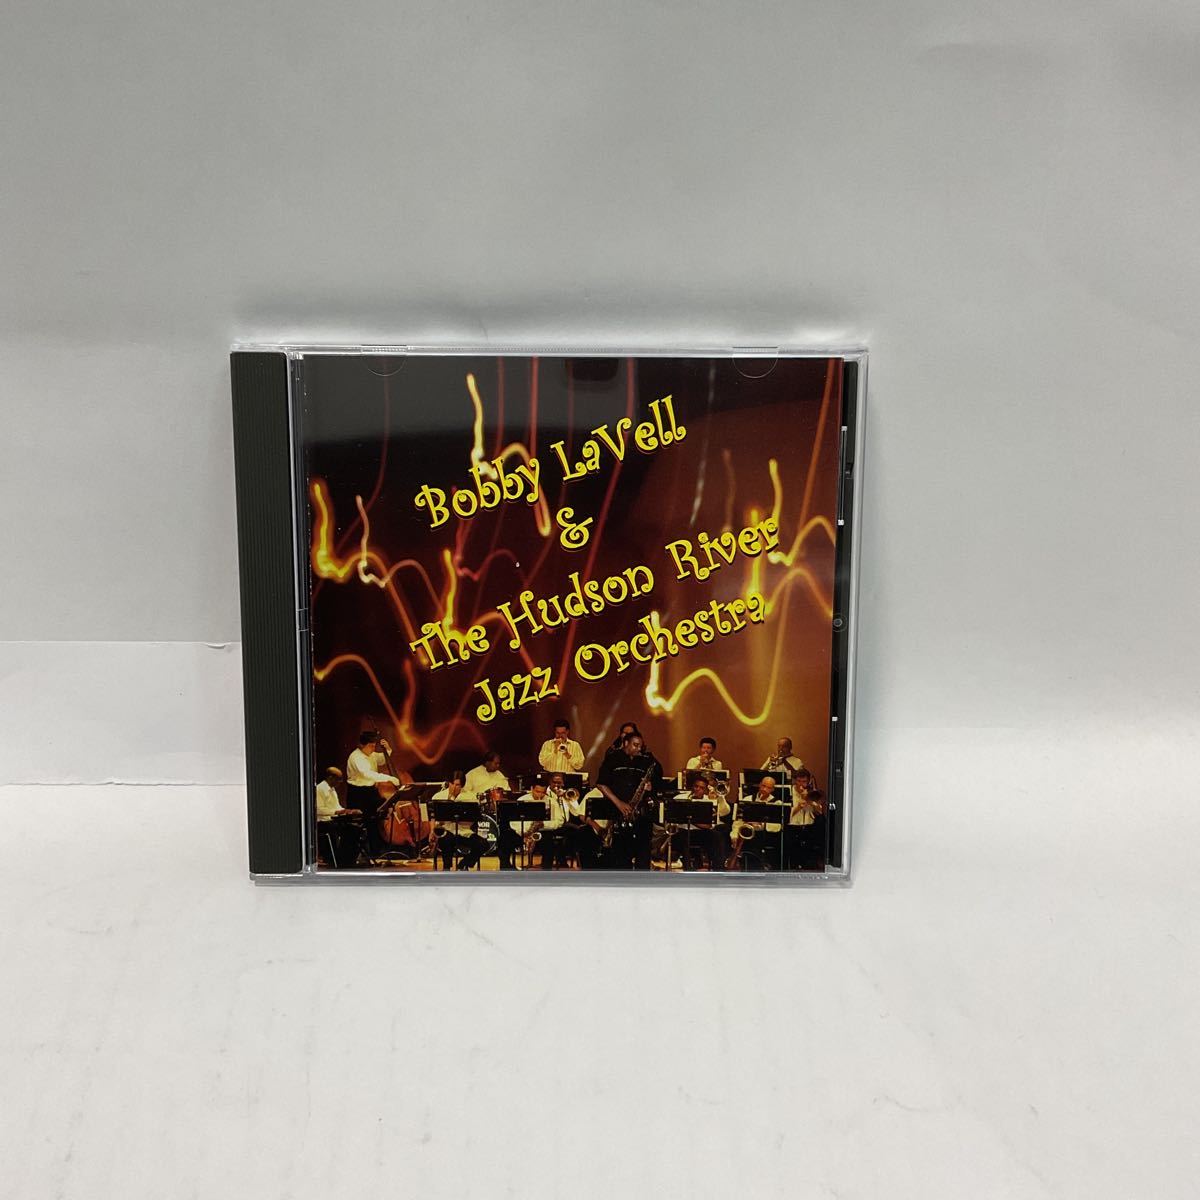 Bobby LaVell
&
The Hudson River
Jazz Orchestra